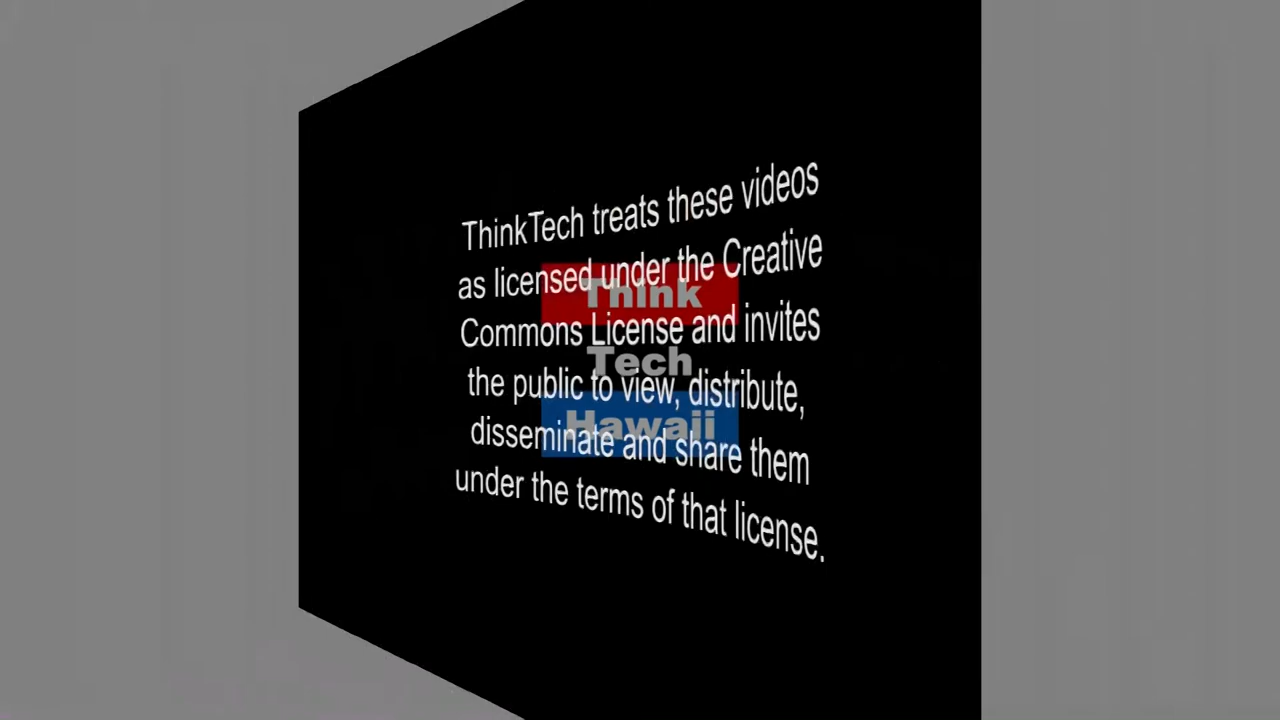 ThinkTech treats these videos
as licensed under the Creative
Commons License and invites
the public to view, distribute,
disseminate and share them
under the terms of that license.
Think
Tech
Hawaii